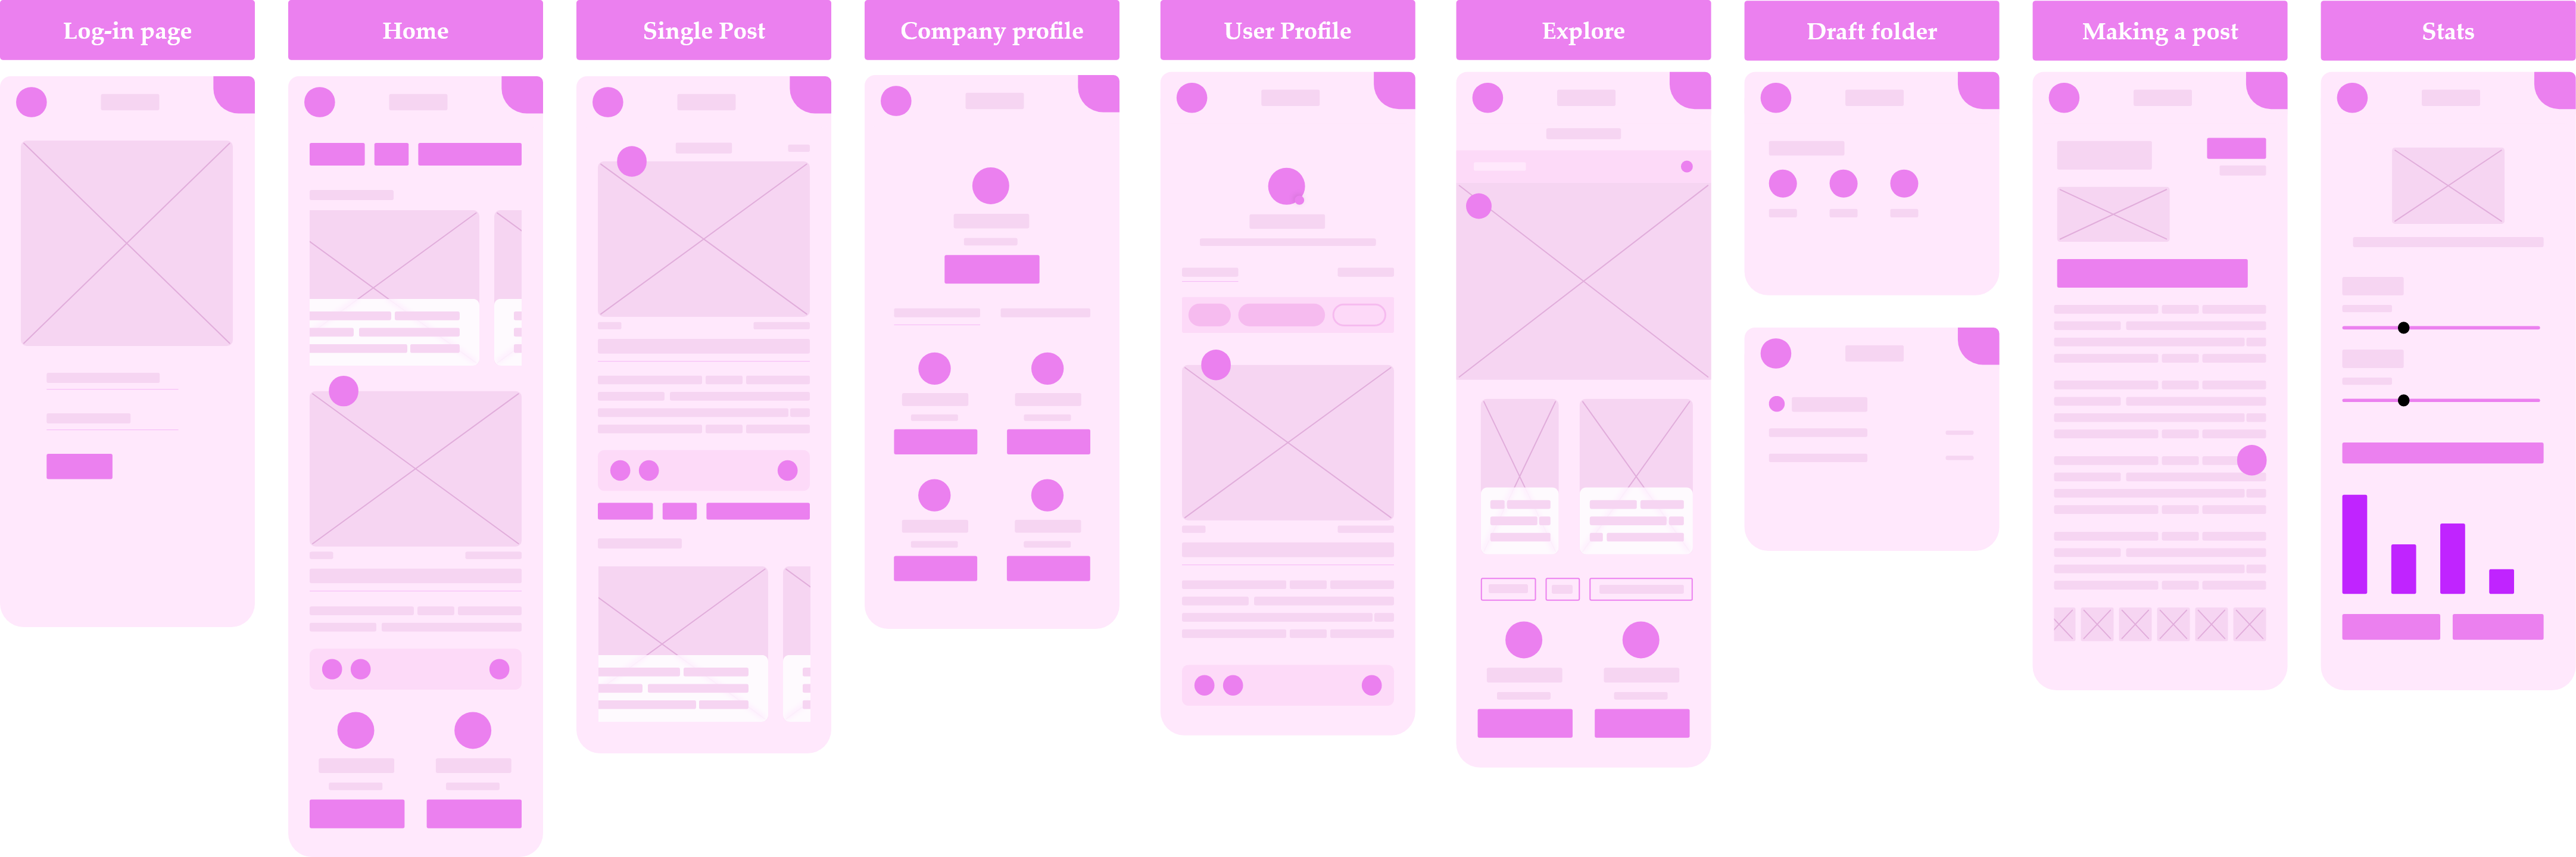 Log-in page
Home
Single Post
Company profile
User Profile
Explore
Draft folder
Making a post
Stats